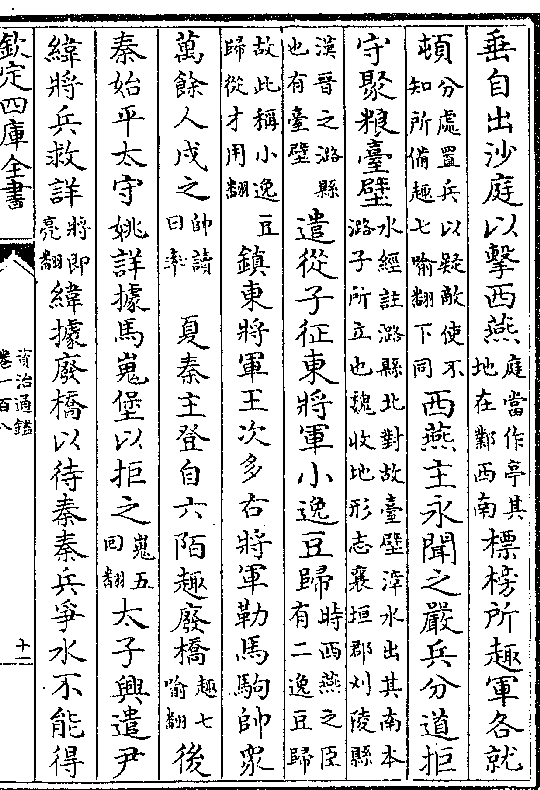 垂自出沙庭以擊西燕庭當作亭其地在鄴西南標榜所趣軍各就
頓分處置兵以疑敵使不知所備趣七喻翻下同西燕主永聞之嚴兵分道拒
守聚粮臺壁水經註潞縣北對故臺壁漳水出其南本潞子所立也魏收地形志襄垣郡刈陵縣
漢晉之潞縣也有臺壁遣從子征東將軍小逸豆歸時西燕之臣有二逸豆歸
故此稱小逸豆歸從才用翻鎮東將軍王次多右將軍勒馬駒帥衆
萬餘人戍之帥讀曰率 夏秦主登自六陌趣廢橋趣七喻翻後
秦始平太守姚詳據馬嵬堡以拒之嵬五回翻太子興遣尹
緯將兵救詳將即亮翻緯據廢橋以待秦秦兵爭水不能得
欽定四庫全書
資治通鑑
卷一百八
十一